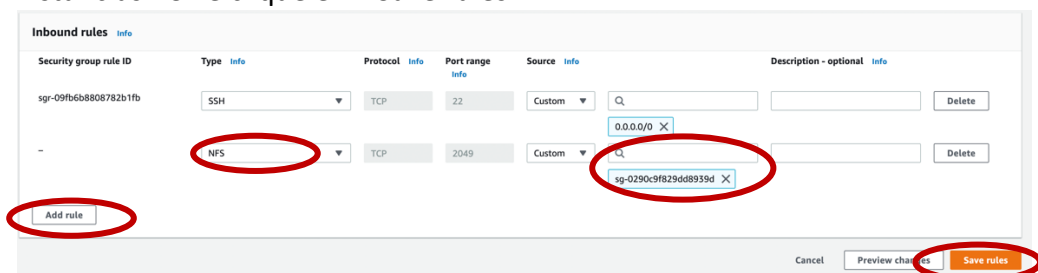 Inbound rules Info
Security group rule ID Type Info Protocol Info Port range Info Source Info Description - optional Info
sgr-09fb6b8808782b1fb SSH TCP 22 Custom Delete
0.0.0.0/0
– NFS TCP 2049 Custom Delete
sg-0290c9f829dd8939d
Add rule
Cancel Preview changes Save rules